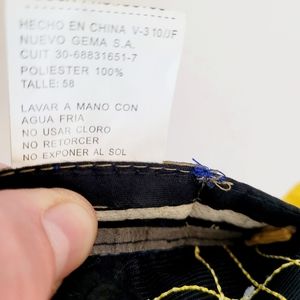 HECHO EN CHINA V-310/JF
NUEVO GEMA S.A.
CUIT 30-68831651-7
POLIESTER 100%
TALLE: 58
LAVAR A MANO CON
AGUA FRIA
NO USAR CLORO
NO RETORCER
NO EXPONER AL SOL